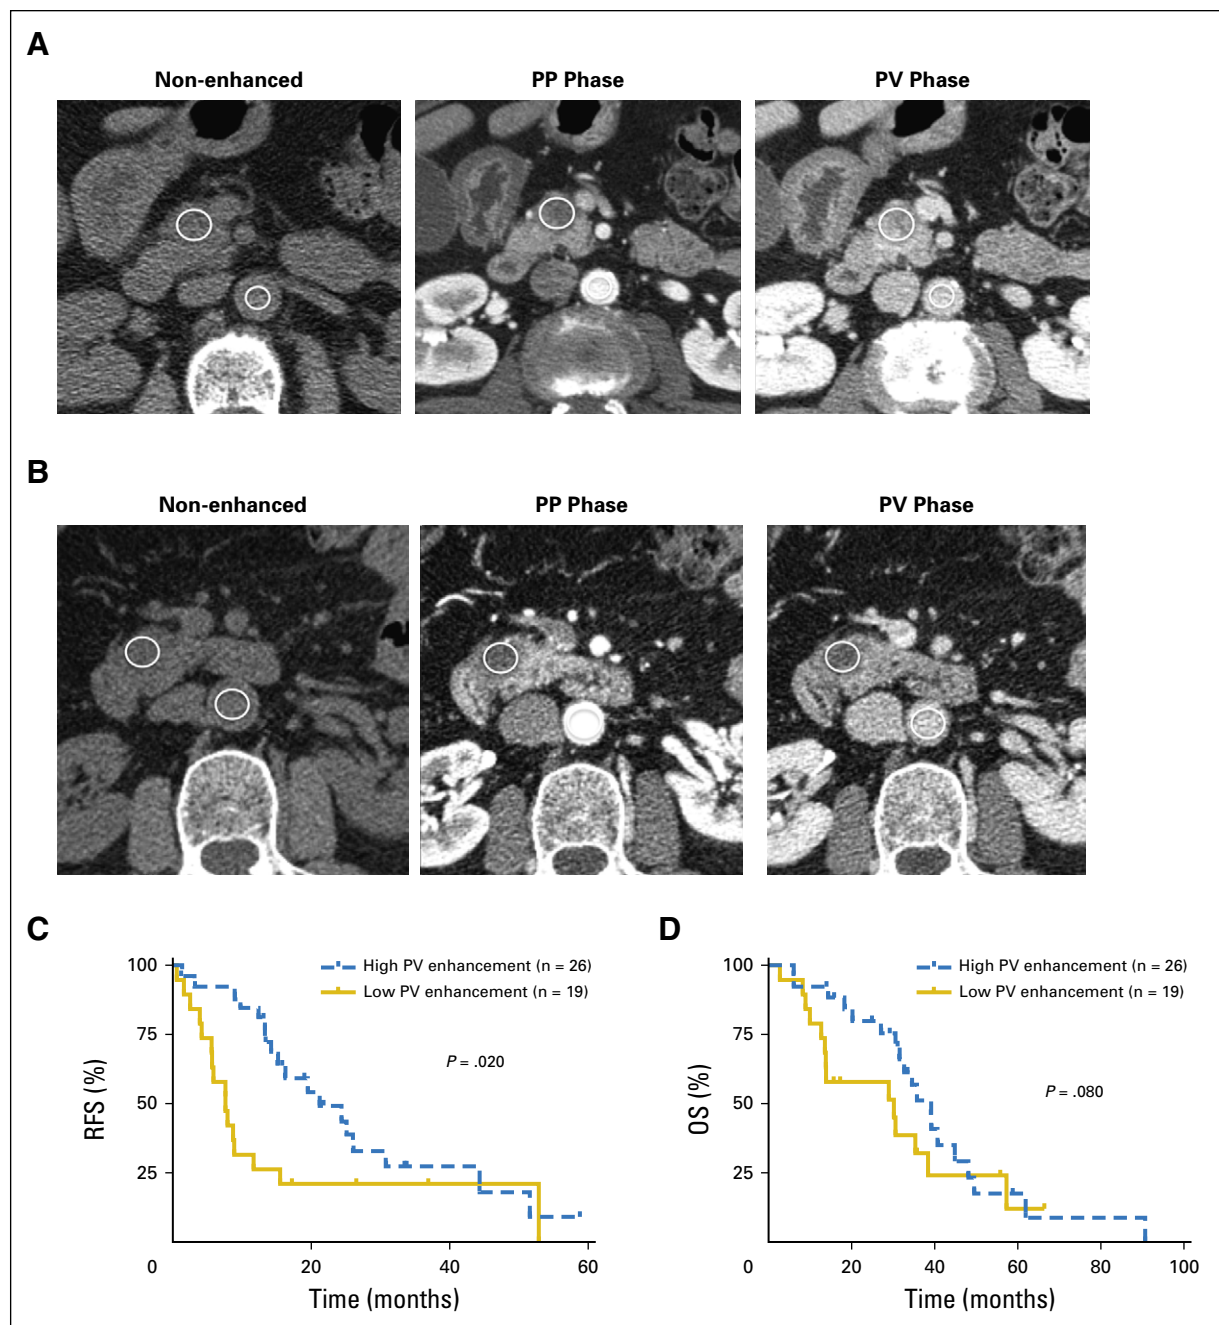 A
Non-enhanced
PP Phase
PV Phase
B
Non-enhanced
PP Phase
PV Phase
C
100
75
50
25
0
20
40
60
RFS (%)
Time (months)
High PV enhancement (n = 26)
Low PV enhancement (n = 19)
P = .020
D
100
75
50
25
0
20
40
60
80
100
OS (%)
Time (months)
High PV enhancement (n = 26)
Low PV enhancement (n = 19)
P = .080